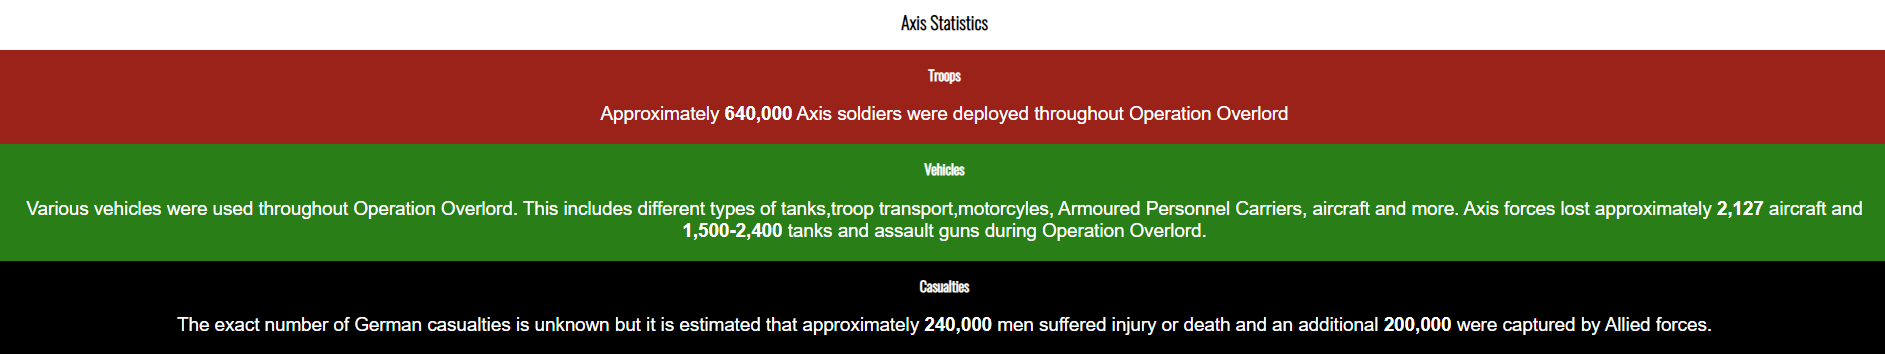 Axis Statistics
Troops
Approximately 640,000 Axis soldiers were deployed throughout Operation Overlord
Vehicles
Various vehicles were used throughout Operation Overlord. This includes different types of tanks,troop transport,motorcyles, Armoured Personnel Carriers, aircraft and more. Axis forces lost approximately 2,127 aircraft and
1,500-2,400 tanks and assault guns during Operation Overlord.
Casualties
The exact number of German casualties is unknown but it is estimated that approximately 240,000 men suffered injury or death and an additional 200,000 were captured by Allied forces.